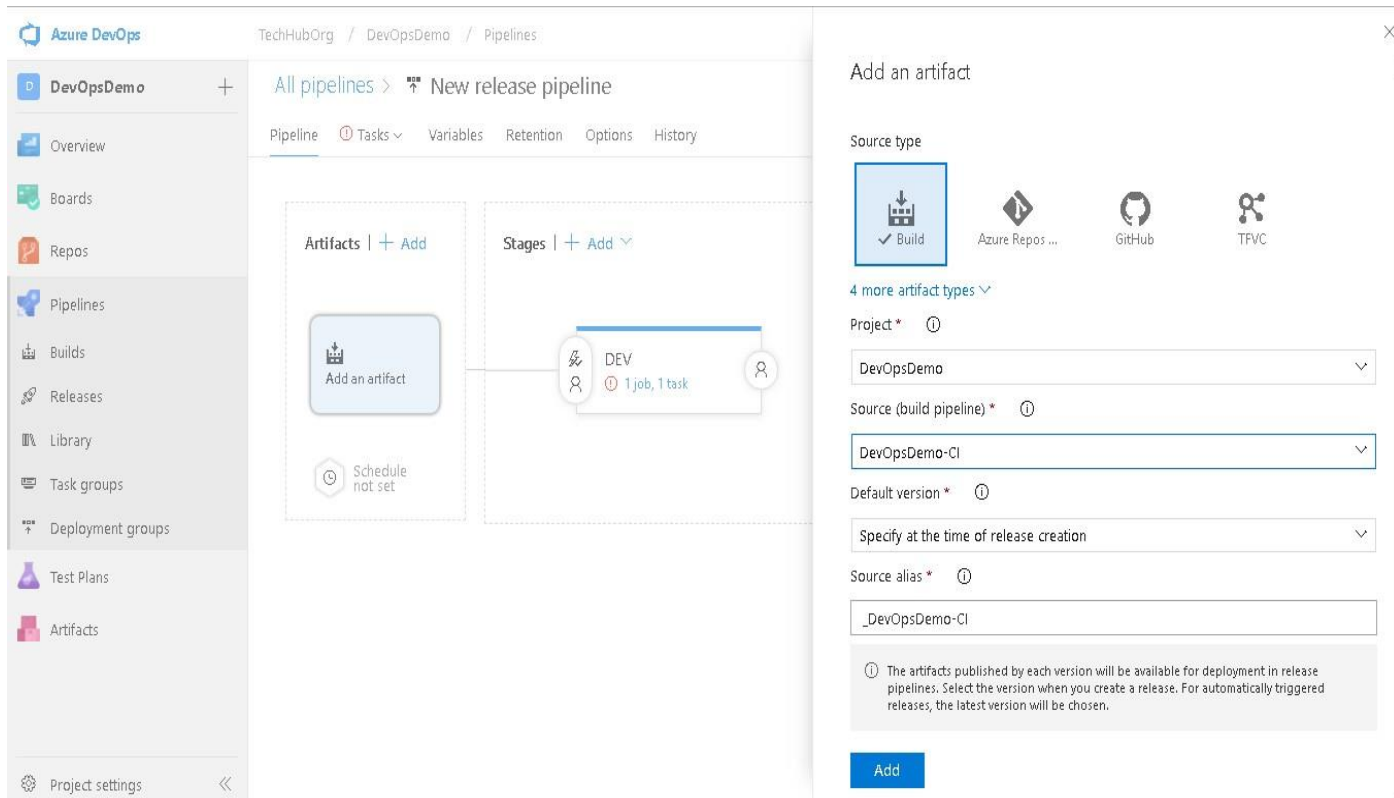 Azure DevOps
TechHubOrg / DevOpsDemo / Pipelines
D DevOpsDemo +
Overview
Boards
Repos
Pipelines
Builds
Releases
Library
Task groups
Deployment groups
Test Plans
Artifacts
Project settings
All pipelines > New release pipeline
Pipeline Tasks Variables Retention Options History
Artifacts | + Add
Stages | + Add
Add an artifact
Schedule
not set
DEV
1 job, 1 task
Add an artifact
Source type
Build
Azure Repos ...
GitHub
TFVC
4 more artifact types
Project *
DevOpsDemo
Source (build pipeline) *
DevOpsDemo-CI
Default version *
Specify at the time of release creation
Source alias *
_DevOpsDemo-CI
The artifacts published by each version will be available for deployment in release
pipelines. Select the version when you create a release. For automatically triggered
releases, the latest version will be chosen.
Add